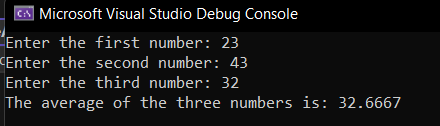 Microsoft Visual Studio Debug Console
Enter the first number: 23
Enter the second number: 43
Enter the third number: 32
The average of the three numbers is: 32.6667